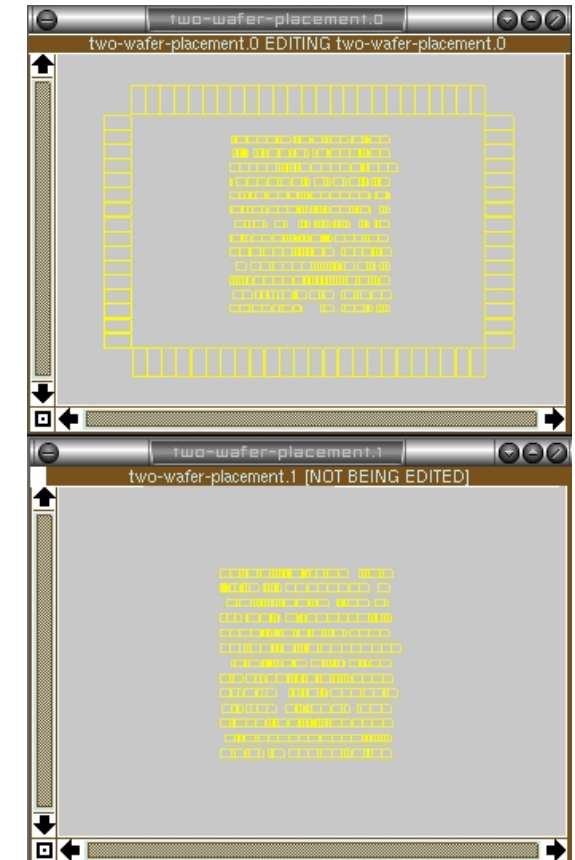 two-wafer-placement.0
two-wafer-placement.0 EDITING two-wafer-placement.0
two-wafer-placement.1
two-wafer-placement.1 [NOT BEING EDITED]